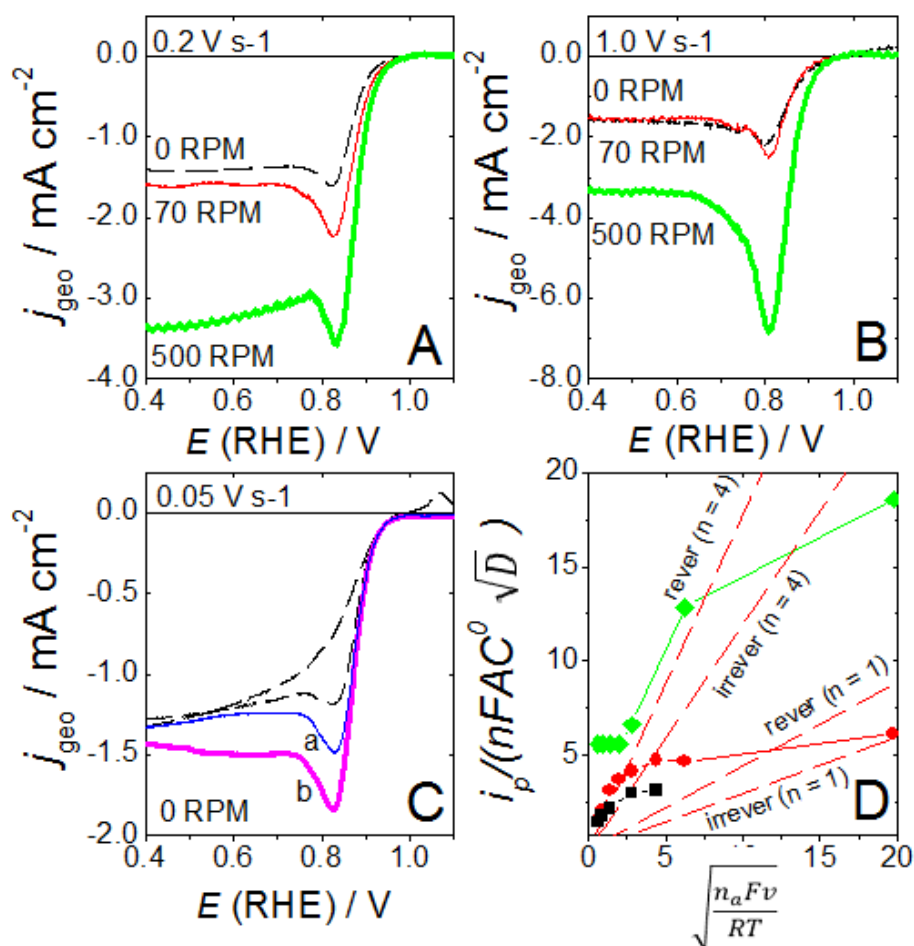 0.2 V s-1
0.0
-1.0
-2.0
-3.0
-4.0
0 RPM
70 RPM
500 RPM
A
0.4 0.6 0.8 1.0
j_geo / mA cm⁻²
E (RHE) / V
1.0 V s-1
0.0
-2.0
-4.0
-6.0
-8.0
0 RPM
70 RPM
500 RPM
B
0.4 0.6 0.8 1.0
j_geo / mA cm⁻²
E (RHE) / V
0.05 V s-1
0.0
-0.5
-1.0
-1.5
-2.0
a
b
0 RPM
C
0.4 0.6 0.8 1.0
j_geo / mA cm⁻²
E (RHE) / V
20
15
10
5
rever (n = 4)
irrever (n = 4)
rever (n = 1)
irrever (n = 1)
D
0 5 15 20
i_p/(nFAC⁰ √D )
√(n_aFv/RT)